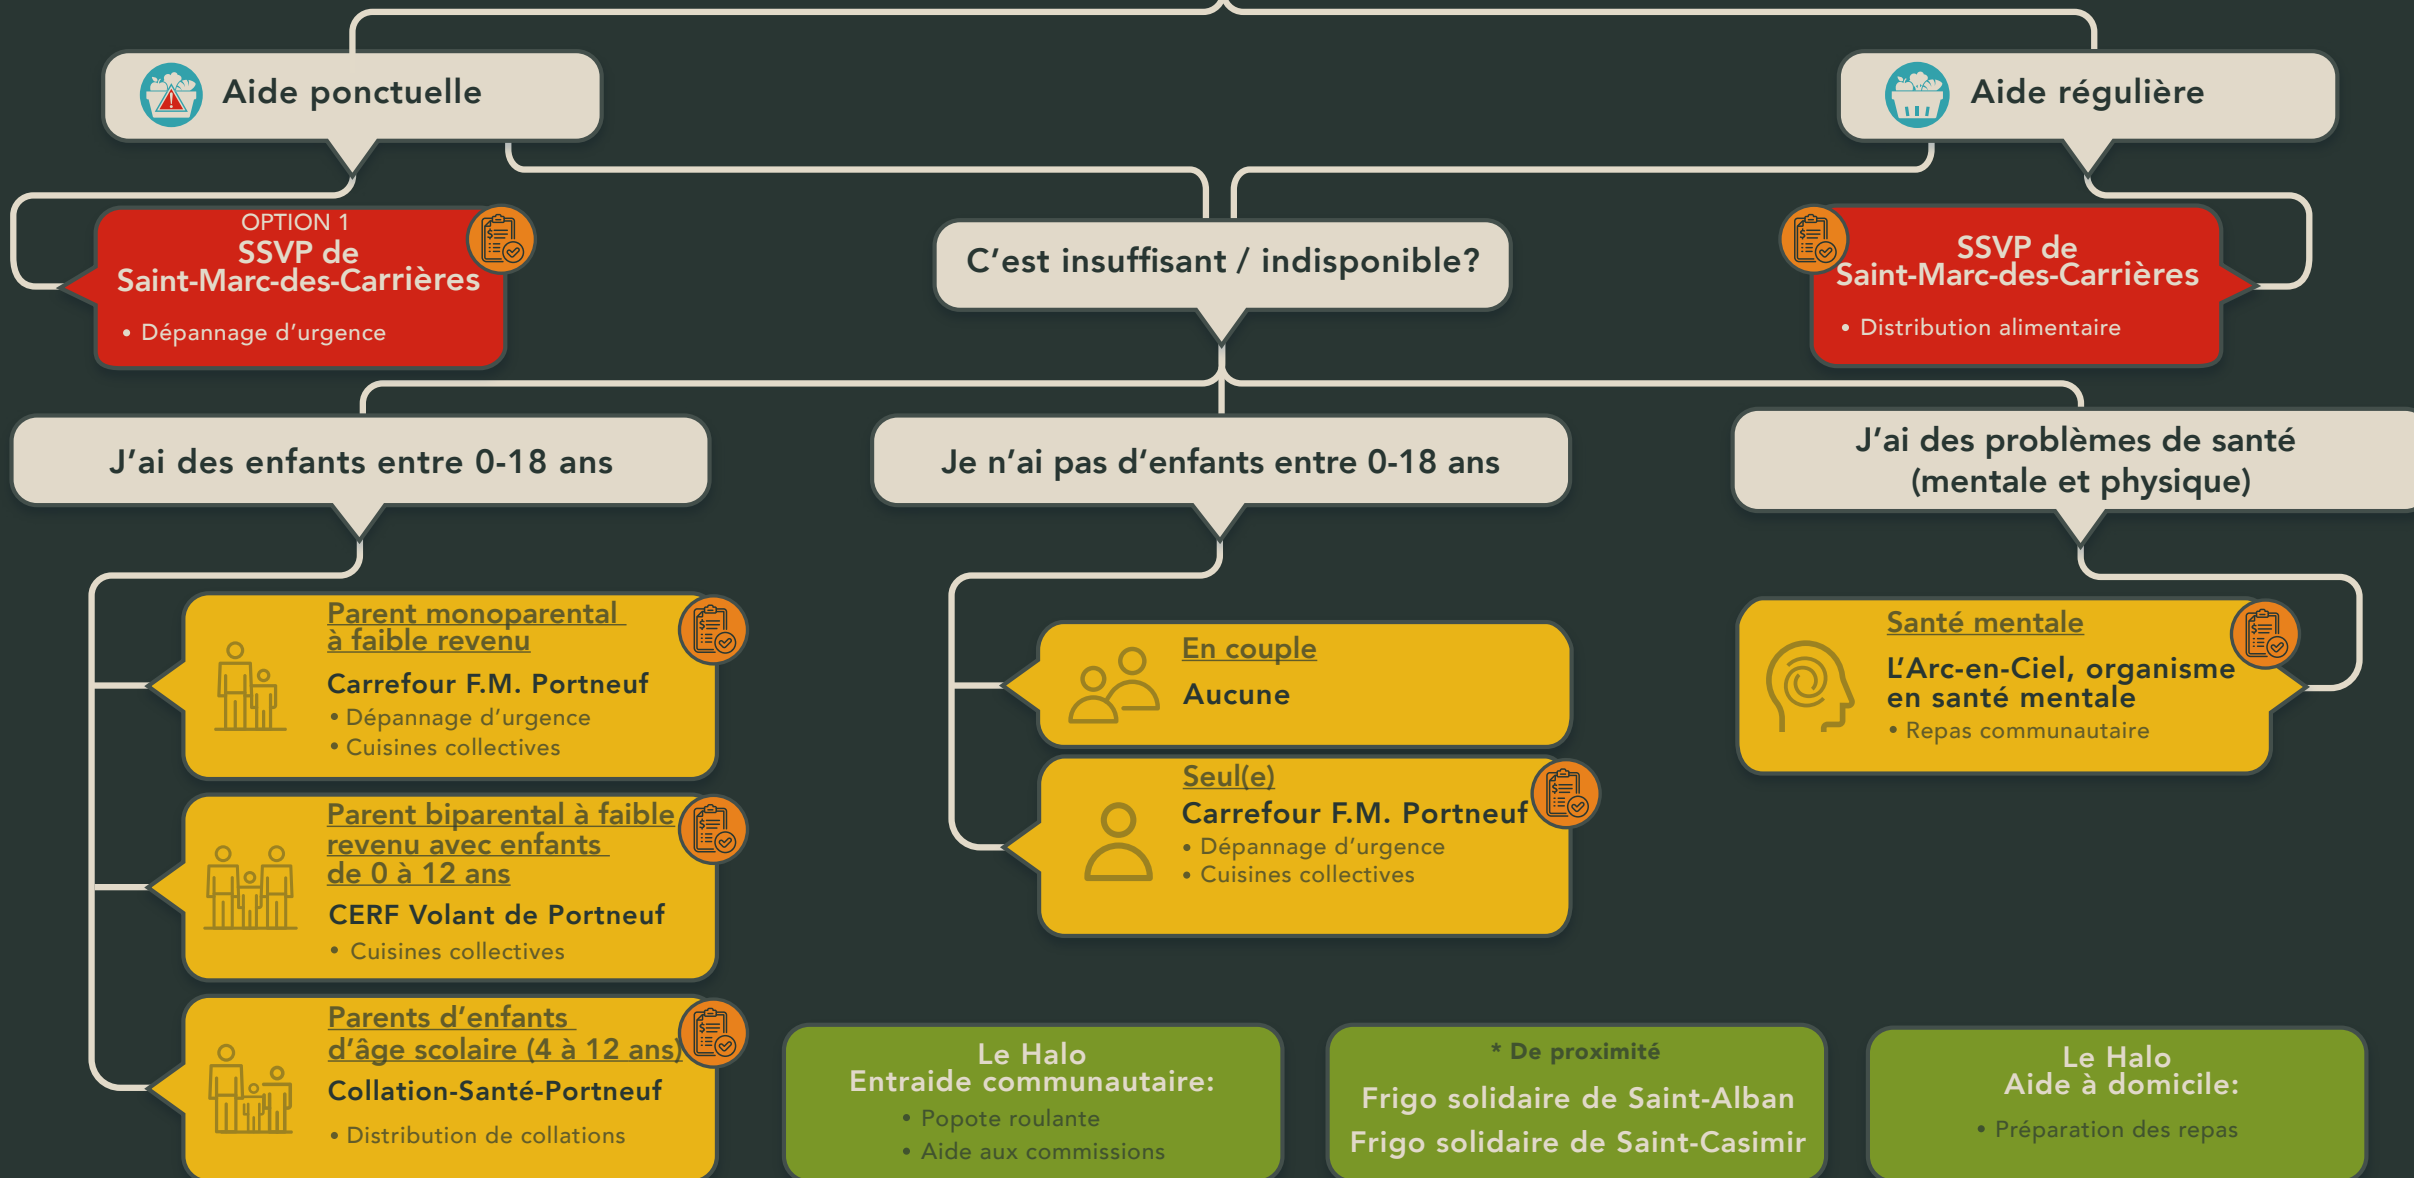 Aide ponctuelle
Aide régulière
OPTION 1
SSVP de
Saint-Marc-des-Carrières
• Dépannage d'urgence
C'est insuffisant / indisponible?
SSVP de
Saint-Marc-des-Carrières
• Distribution alimentaire
J'ai des enfants entre 0-18 ans
Je n'ai pas d'enfants entre 0-18 ans
J'ai des problèmes de santé
(mentale et physique)
Parent monoparental
à faible revenu
Carrefour F.M. Portneuf
• Dépannage d'urgence
• Cuisines collectives
Parent biparental à faible
revenu avec enfants
de 0 à 12 ans
CERF Volant de Portneuf
• Cuisines collectives
Parents d'enfants
d'âge scolaire (4 à 12 ans)
Collation-Santé-Portneuf
• Distribution de collations
En couple
Aucune
Seul(e)
Carrefour F.M. Portneuf
• Dépannage d'urgence
• Cuisines collectives
Santé mentale
L'Arc-en-Ciel, organisme
en santé mentale
• Repas communautaire
Le Halo
Entraide communautaire:
• Popote roulante
• Aide aux commissions
* De proximité
Frigo solidaire de Saint-Alban
Frigo solidaire de Saint-Casimir
Le Halo
Aide à domicile:
• Préparation des repas